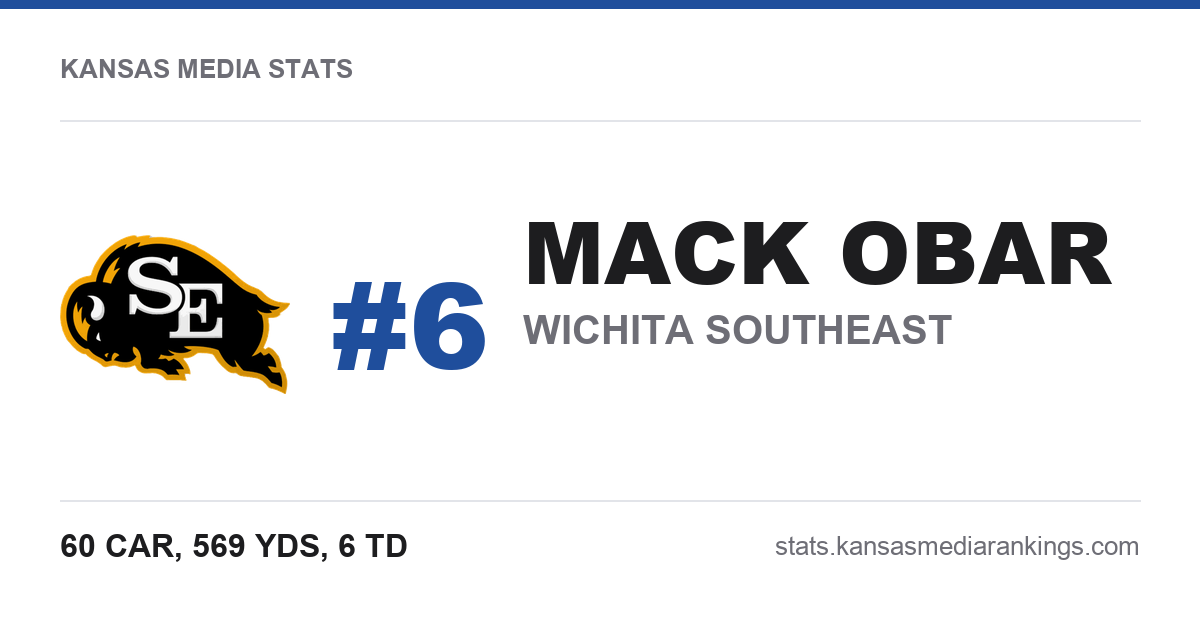 KANSAS MEDIA STATS
SE
#6
MACK OBAR
WICHITA SOUTHEAST
60 CAR, 569 YDS, 6 TD
stats.kansasmediarankings.com